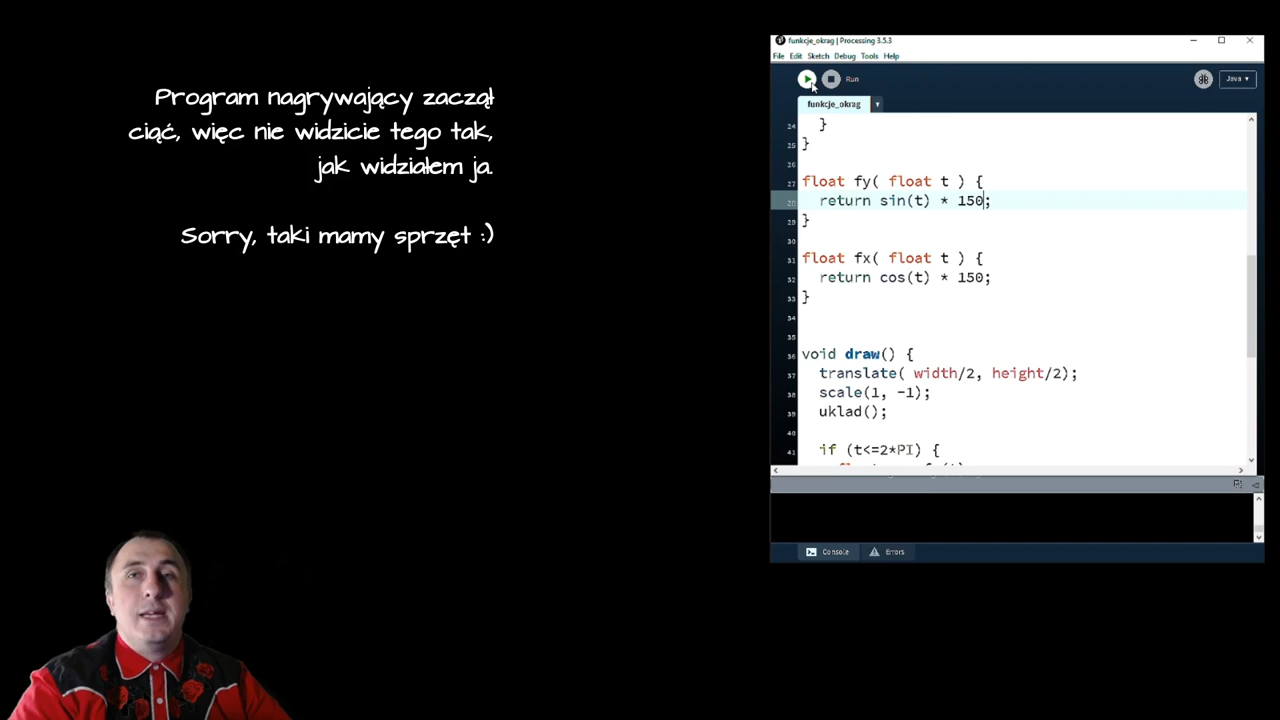 Program nagrywający zaczął
ciąć, więc nie widzicie tego tak,
jak widziałem ja.
Sorry, taki mamy sprzęt :)
funkcje_okrag | Processing 3.5.3
File Edit Sketch Debug Tools Help
Run
Java
funkcje_okrag
24 }
25 }
26
27 float fy( float t ) {
28 return sin(t) * 150;
29 }
30
31 float fx( float t ) {
32 return cos(t) * 150;
33 }
34
35
36 void draw() {
37 translate( width/2, height/2);
38 scale(1, -1);
39 uklad();
40
41 if (t<=2*PI) {
Console Errors